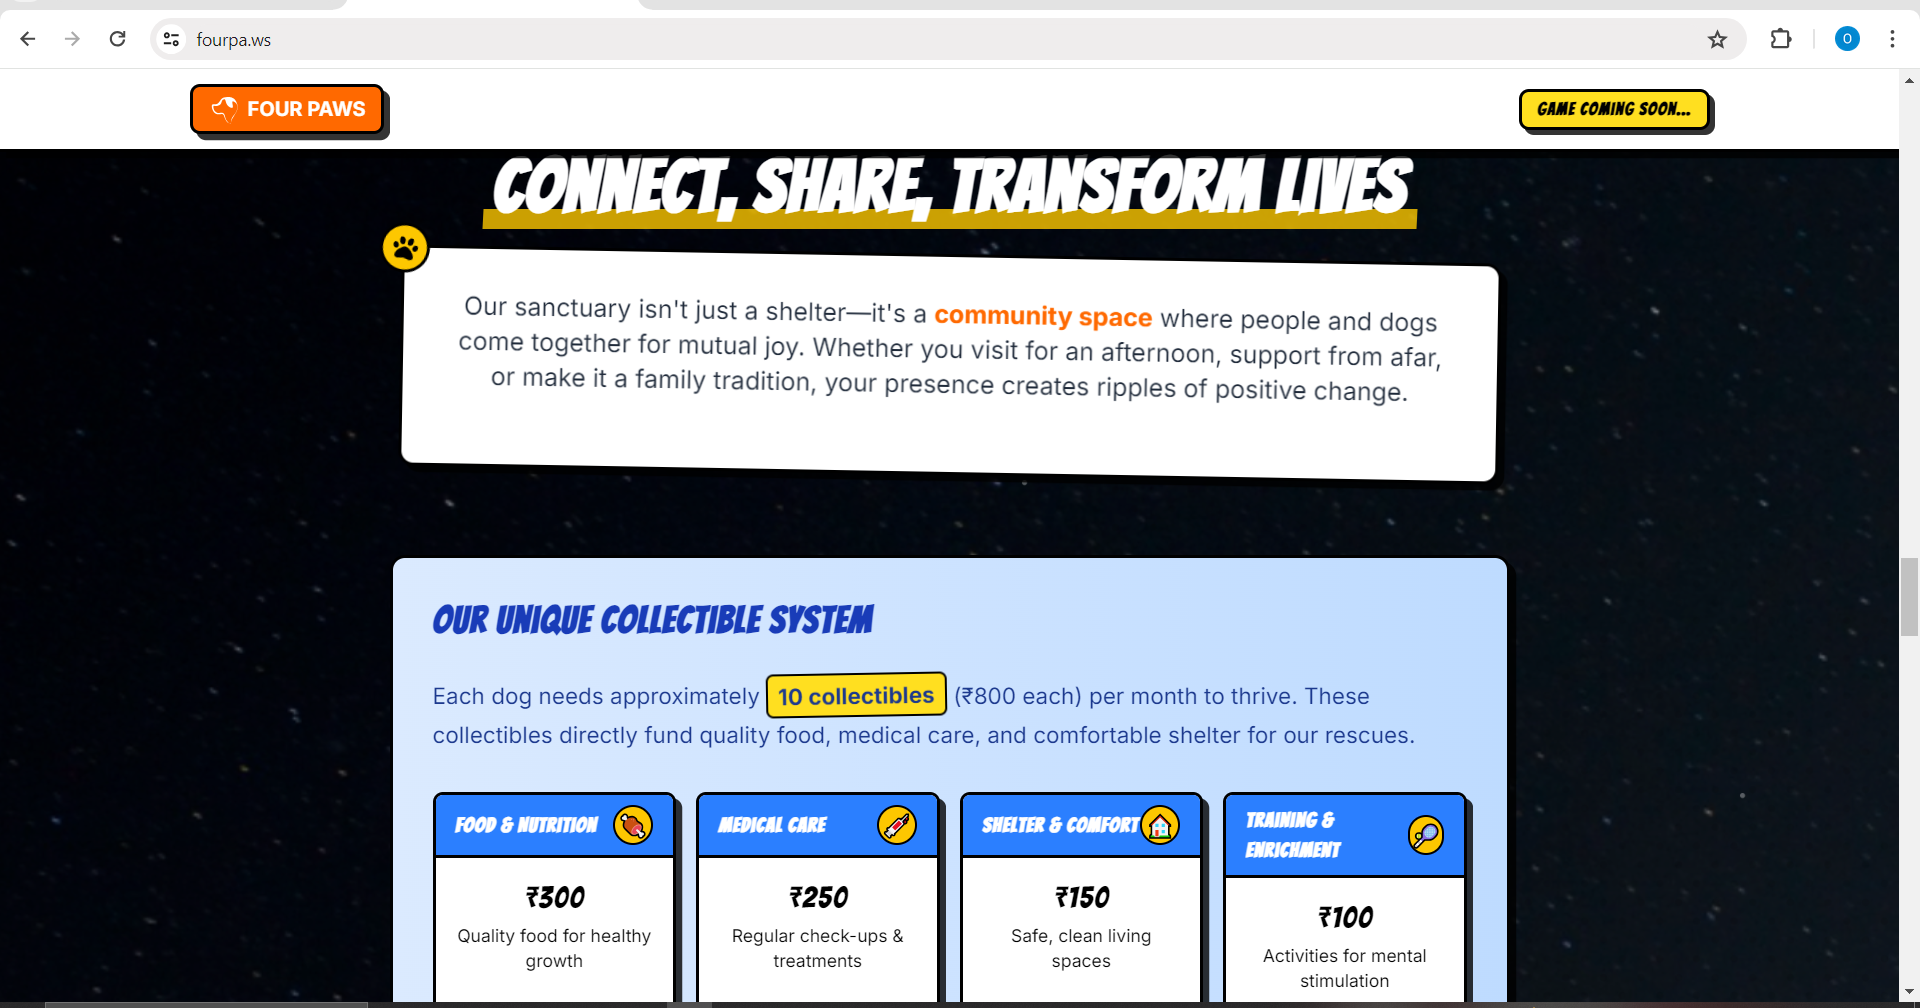 fourpa.ws
O
FOUR PAWS
GAME COMING SOON...
CONNECT, SHARE, TRANSFORM LIVES
Our sanctuary isn't just a shelter—it's a community space where people and dogs
come together for mutual joy. Whether you visit for an afternoon, support from afar,
or make it a family tradition, your presence creates ripples of positive change.
OUR UNIQUE COLLECTIBLE SYSTEM
Each dog needs approximately 10 collectibles (₹800 each) per month to thrive. These
collectibles directly fund quality food, medical care, and comfortable shelter for our rescues.
FOOD & NUTRITION
₹300
Quality food for healthy
growth
MEDICAL CARE
₹250
Regular check-ups &
treatments
SHELTER & COMFORT
₹150
Safe, clean living
spaces
TRAINING &
ENRICHMENT
₹100
Activities for mental
stimulation